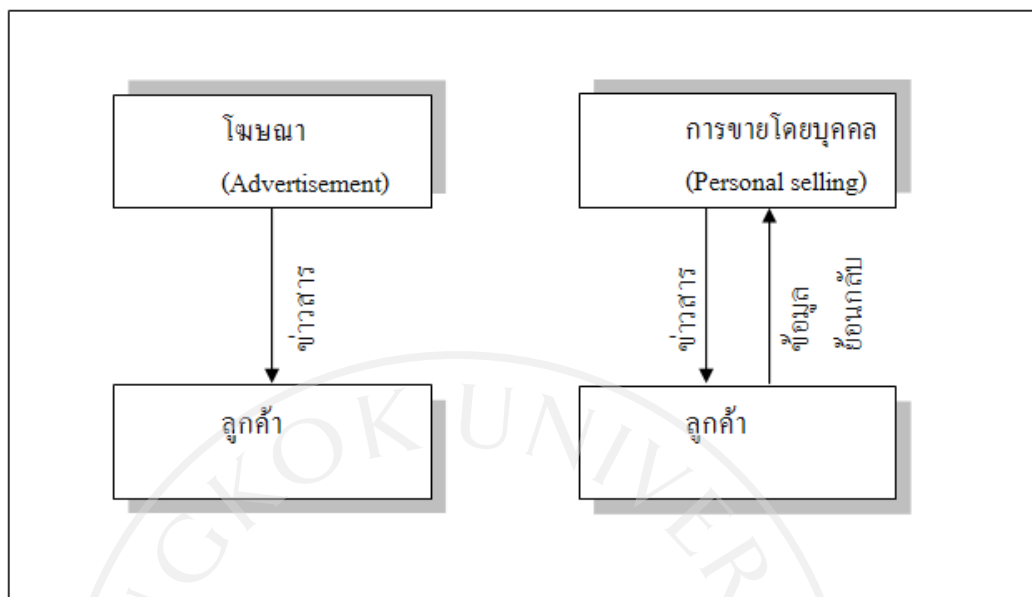 โฆษณา
(Advertisement)
ข่าวสาร
ลูกค้า
การขายโดยบุคคล
(Personal selling)
ข่าวสาร
ข้อมูล
ย้อนกลับ
ลูกค้า
GKOK UNIVER